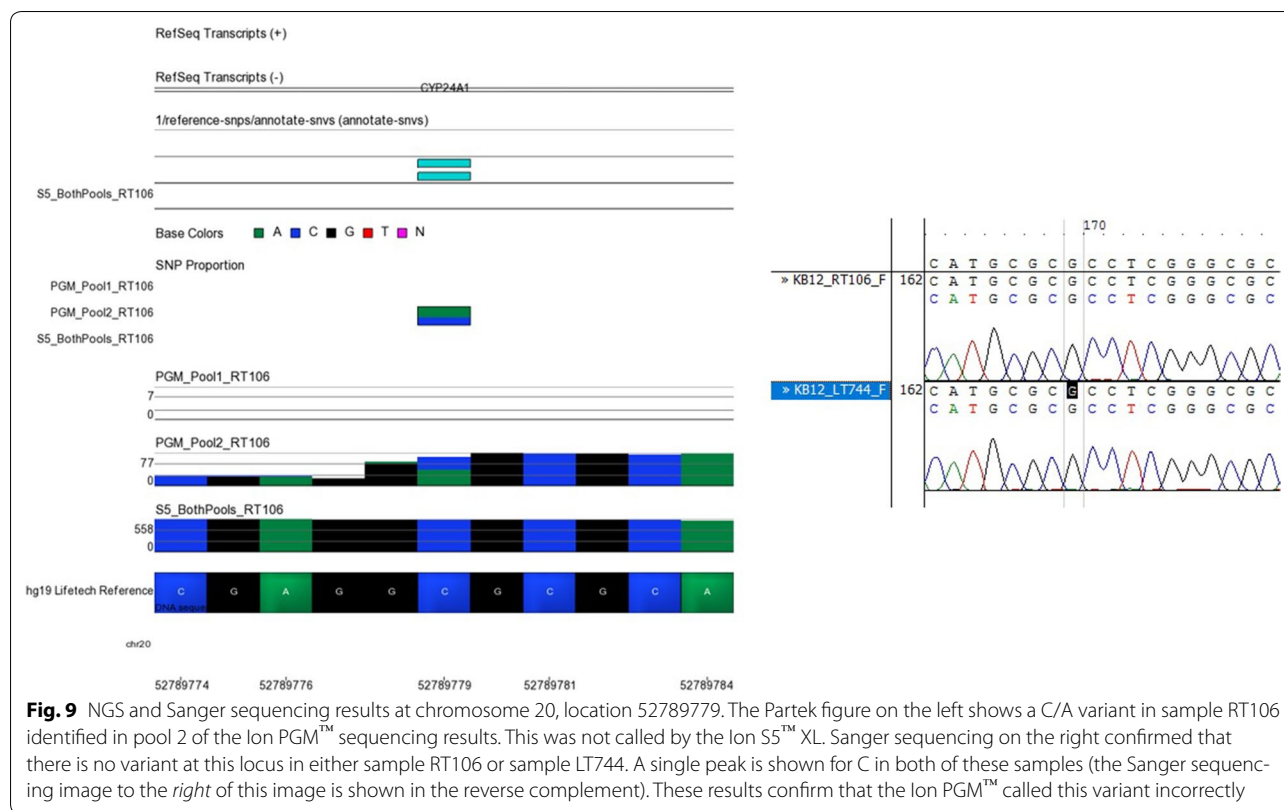 RefSeq Transcripts (+)
RefSeq Transcripts (-)
CYP24A1
1/reference-snps/annotate-snvs (annotate-snvs)
S5_BothPools_RT106
Base Colors A C G T N
SNP Proportion
PGM_Pool1_RT106
PGM_Pool2_RT106
S5_BothPools_RT106
PGM_Pool1_RT106
7
0
PGM_Pool2_RT106
77
0
S5_BothPools_RT106
558
0
hg19 Lifetech Reference C G A G G C G C G C A
DNA seque
chr20
52789774 52789776 52789779 52789781 52789784
170
C A T G C G C G C C T C G G G C G C
» KB12_RT106_F 162 C A T G C G C G C C T C G G G C G C
C A T G C G C G C C T C G G G C G C
» KB12_LT744_F 162 C A T G C G C G C C T C G G G C G C
C A T G C G C G C C T C G G G C G C
Fig. 9 NGS and Sanger sequencing results at chromosome 20, location 52789779. The Partek figure on the left shows a C/A variant in sample RT106
identified in pool 2 of the Ion PGM™ sequencing results. This was not called by the Ion S5™ XL. Sanger sequencing on the right confirmed that
there is no variant at this locus in either sample RT106 or sample LT744. A single peak is shown for C in both of these samples (the Sanger sequenc-
ing image to the right of this image is shown in the reverse complement). These results confirm that the Ion PGM™ called this variant incorrectly